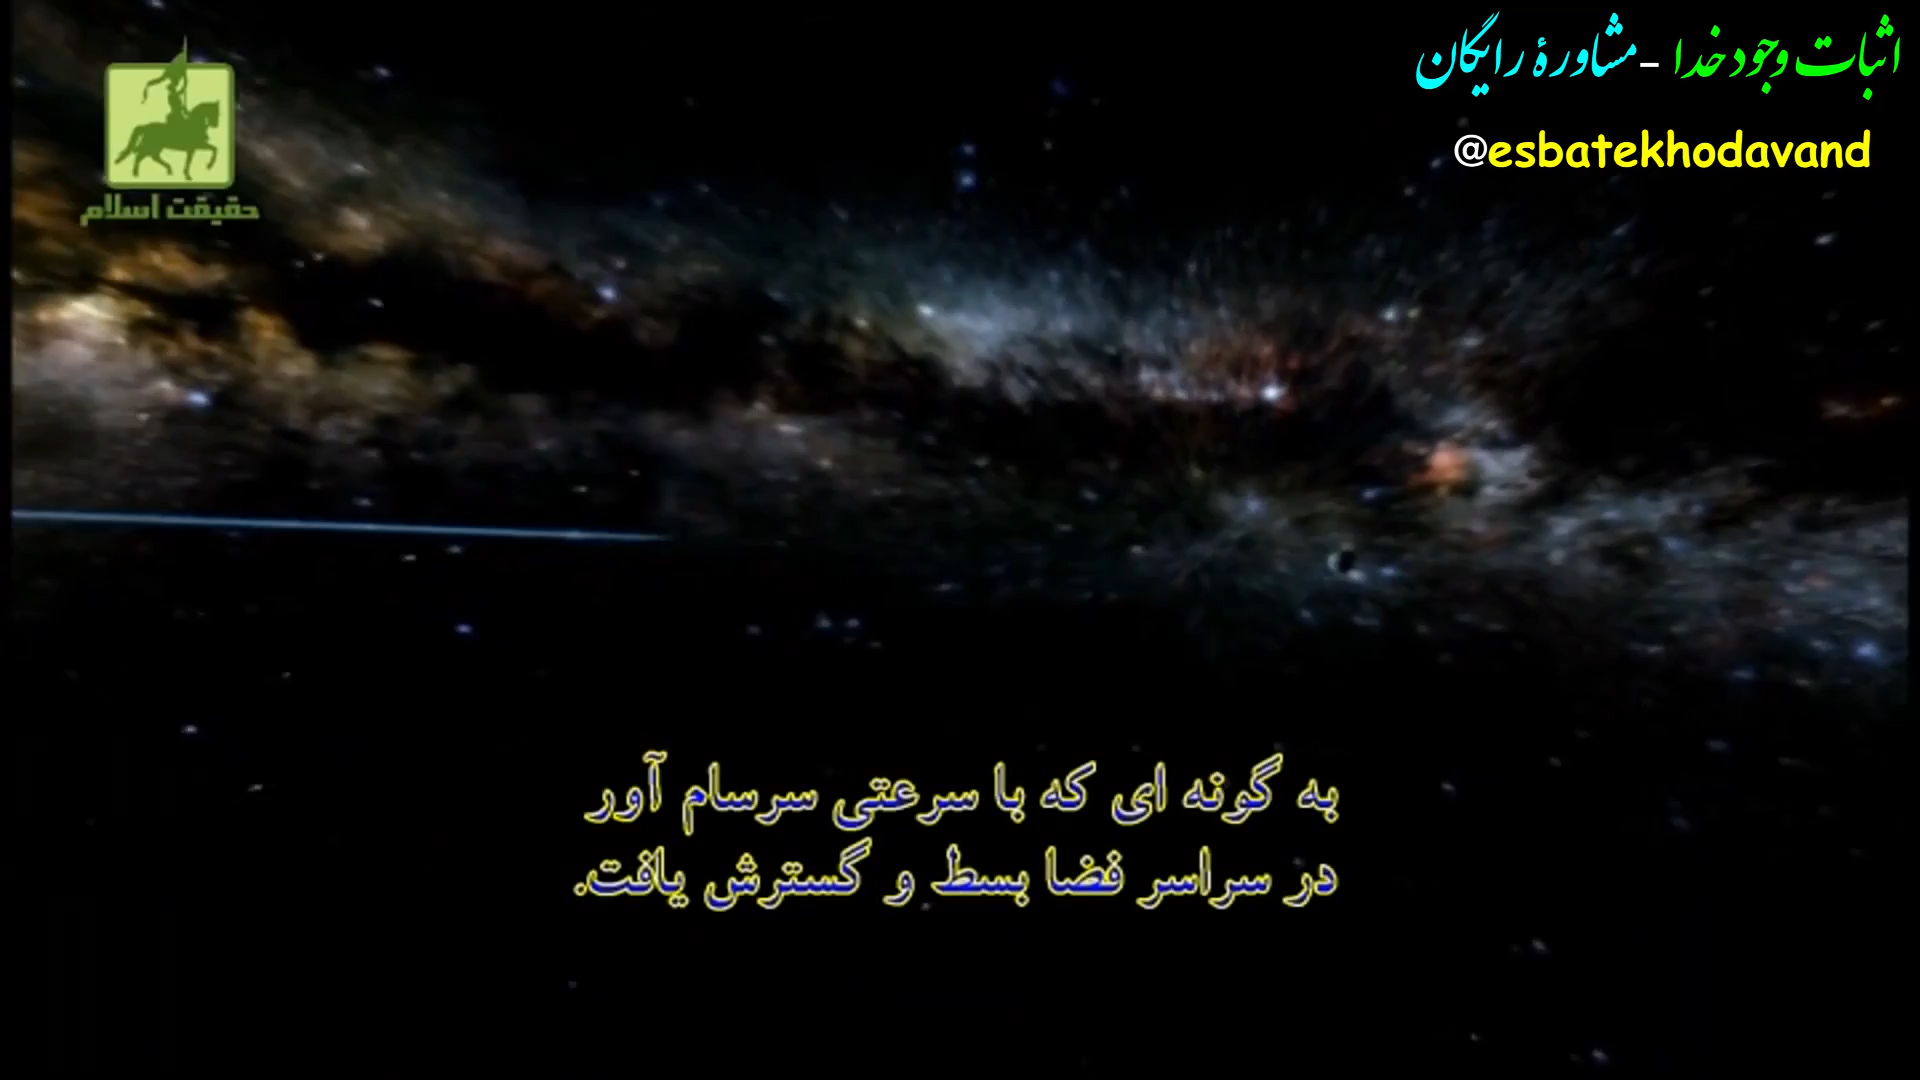 اثبات وجود خدا - مشاورهٔ رایگان
@esbatekhodavand
حقیقت اسلام
به گونه ای که با سرعتی سرسام آور
در سراسر فضا بسط و گسترش یافت.